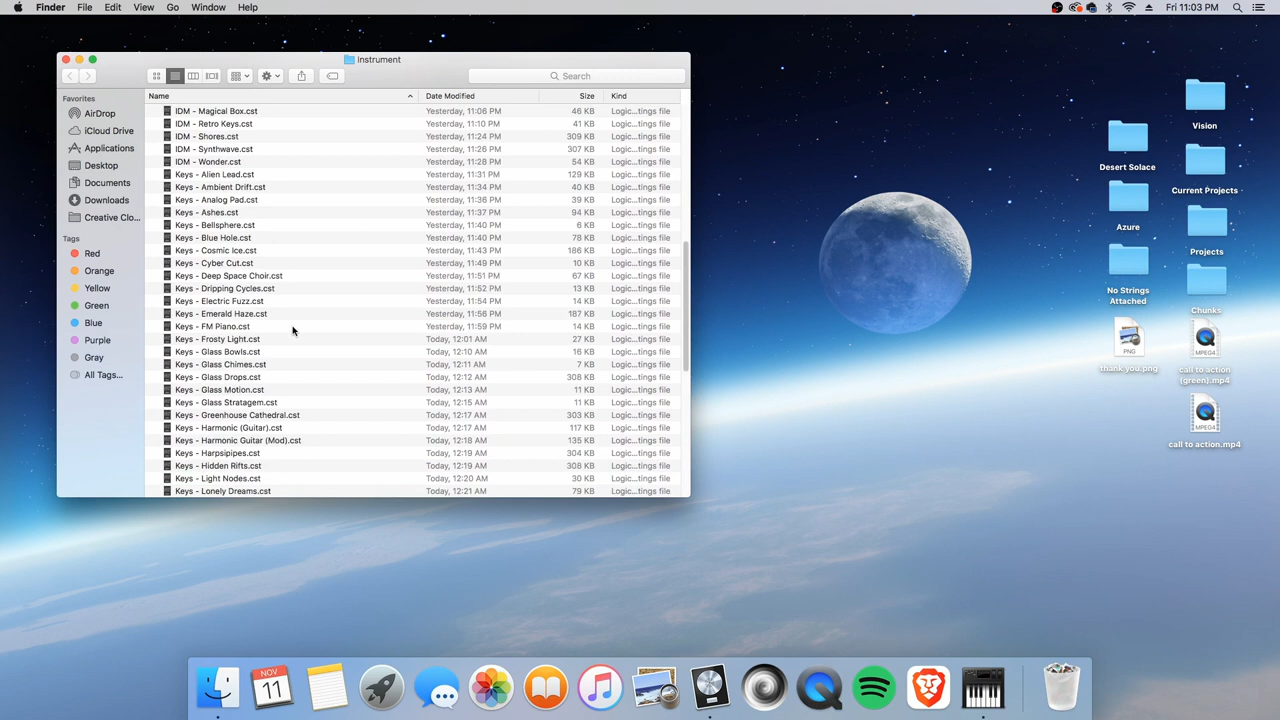 Finder File Edit View Go Window Help Fri 11:03 PM
Instrument
Search
Favorites
AirDrop
iCloud Drive
Applications
Desktop
Documents
Downloads
Creative Clo...
Tags
Red
Orange
Yellow
Green
Blue
Purple
Gray
All Tags...
Name Date Modified Size Kind
IDM - Magical Box.cst Yesterday, 11:06 PM 46 KB Logic...tings file
IDM - Retro Keys.cst Yesterday, 11:10 PM 41 KB Logic...tings file
IDM - Shores.cst Yesterday, 11:24 PM 309 KB Logic...tings file
IDM - Synthwave.cst Yesterday, 11:26 PM 307 KB Logic...tings file
IDM - Wonder.cst Yesterday, 11:28 PM 54 KB Logic...tings file
Keys - Alien Lead.cst Yesterday, 11:31 PM 129 KB Logic...tings file
Keys - Ambient Drift.cst Yesterday, 11:34 PM 40 KB Logic...tings file
Keys - Analog Pad.cst Yesterday, 11:36 PM 39 KB Logic...tings file
Keys - Ashes.cst Yesterday, 11:37 PM 94 KB Logic...tings file
Keys - Bellsphere.cst Yesterday, 11:40 PM 6 KB Logic...tings file
Keys - Blue Hole.cst Yesterday, 11:40 PM 78 KB Logic...tings file
Keys - Cosmic Ice.cst Yesterday, 11:43 PM 186 KB Logic...tings file
Keys - Cyber Cut.cst Yesterday, 11:49 PM 10 KB Logic...tings file
Keys - Deep Space Choir.cst Yesterday, 11:51 PM 67 KB Logic...tings file
Keys - Dripping Cycles.cst Yesterday, 11:52 PM 13 KB Logic...tings file
Keys - Electric Fuzz.cst Yesterday, 11:54 PM 14 KB Logic...tings file
Keys - Emerald Haze.cst Yesterday, 11:56 PM 187 KB Logic...tings file
Keys - FM Piano.cst Yesterday, 11:59 PM 14 KB Logic...tings file
Keys - Frosty Light.cst Today, 12:01 AM 27 KB Logic...tings file
Keys - Glass Bowls.cst Today, 12:10 AM 16 KB Logic...tings file
Keys - Glass Chimes.cst Today, 12:11 AM 7 KB Logic...tings file
Keys - Glass Drops.cst Today, 12:12 AM 308 KB Logic...tings file
Keys - Glass Motion.cst Today, 12:13 AM 11 KB Logic...tings file
Keys - Glass Stratagem.cst Today, 12:15 AM 11 KB Logic...tings file
Keys - Greenhouse Cathedral.cst Today, 12:17 AM 303 KB Logic...tings file
Keys - Harmonic (Guitar).cst Today, 12:17 AM 117 KB Logic...tings file
Keys - Harmonic Guitar (Mod).cst Today, 12:18 AM 135 KB Logic...tings file
Keys - Harpsipipes.cst Today, 12:19 AM 304 KB Logic...tings file
Keys - Hidden Rifts.cst Today, 12:19 AM 308 KB Logic...tings file
Keys - Light Nodes.cst Today, 12:20 AM 30 KB Logic...tings file
Keys - Lonely Dreams.cst Today, 12:21 AM 79 KB Logic...tings file
Vision
Desert Solace
Current Projects
Azure
Projects
No Strings
Attached
Chunks
PNG
thank you.png
MPEG4
call to action
(green).mp4
MPEG4
call to action.mp4
NOV
11